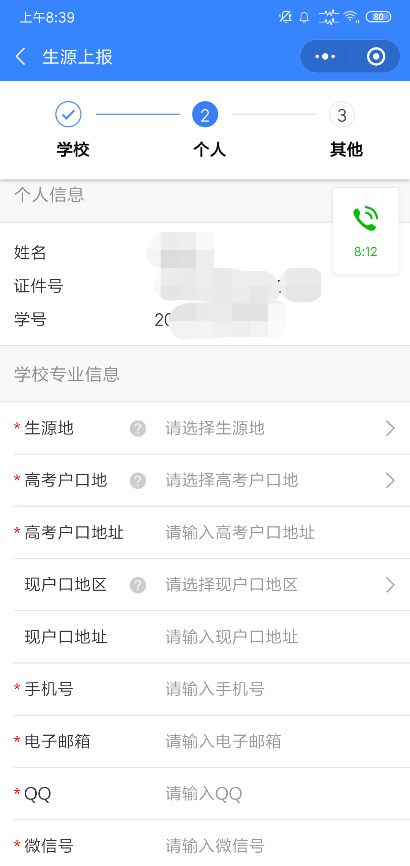 上午8:39
80
生源上报
2
3
学校
个人
其他
个人信息
8:12
姓名
证件号
学号 20
学校专业信息
* 生源地 ? 请选择生源地
* 高考户口地 ? 请选择高考户口地
* 高考户口地址 请输入高考户口地址
现户口地区 ? 请选择现户口地区
现户口地址 请输入现户口地址
* 手机号 请输入手机号
* 电子邮箱 请输入电子邮箱
* QQ 请输入QQ
* 微信号 请输入微信号